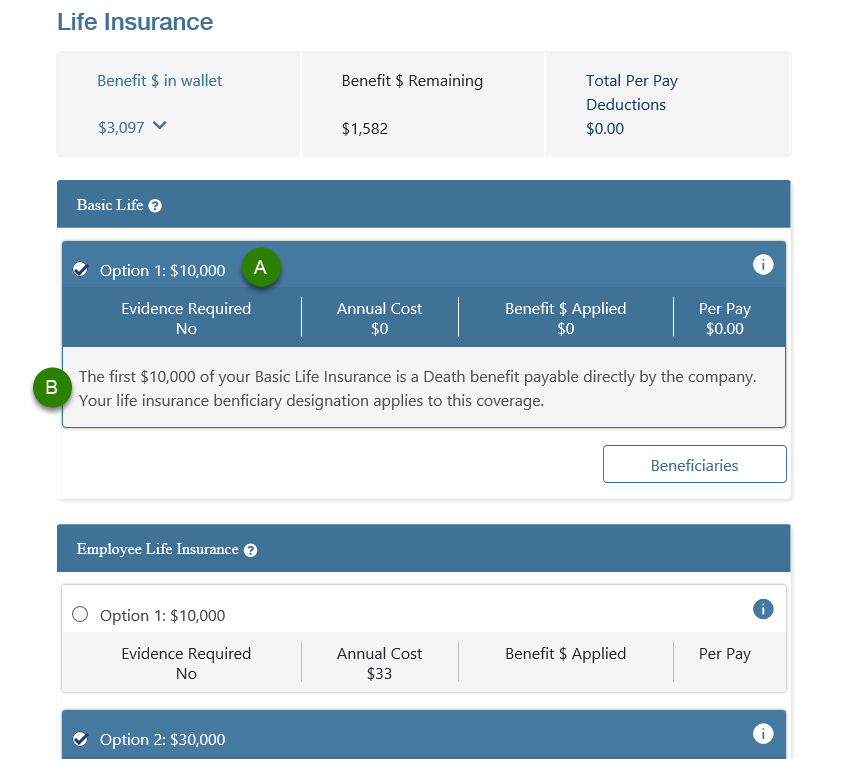 Life Insurance
Benefit $ in wallet
$3,097
Benefit $ Remaining
$1,582
Total Per Pay
Deductions
$0.00
Basic Life ?
Option 1: $10,000
A
i
Evidence Required
No
Annual Cost
$0
Benefit $ Applied
$0
Per Pay
$0.00
B
The first $10,000 of your Basic Life Insurance is a Death benefit payable directly by the company.
Your life insurance benficiary designation applies to this coverage.
Beneficiaries
Employee Life Insurance ?
Option 1: $10,000
i
Evidence Required
No
Annual Cost
$33
Benefit $ Applied
Per Pay
Option 2: $30,000
i